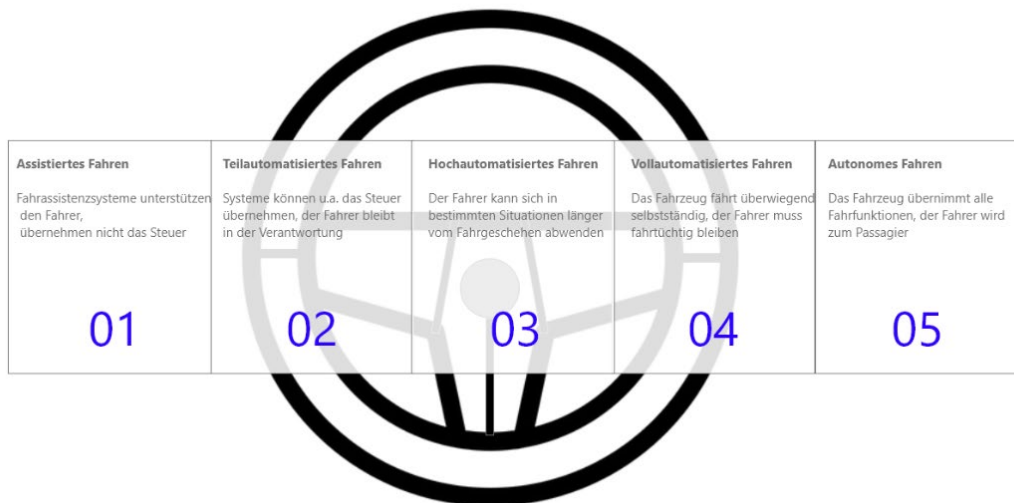 Assistiertes Fahren
Fahrassistenzsysteme unterstützen
den Fahrer,
übernehmen nicht das Steuer
01
Teilautomatisiertes Fahren
Systeme können u.a. das Steuer
übernehmen, der Fahrer bleibt
in der Verantwortung
02
Hochautomatisiertes Fahren
Der Fahrer kann sich in
bestimmten Situationen länger
vom Fahrgeschehen abwenden
03
Vollautomatisiertes Fahren
Das Fahrzeug fährt überwiegend
selbstständig, der Fahrer muss
fahrtüchtig bleiben
04
Autonomes Fahren
Das Fahrzeug übernimmt alle
Fahrfunktionen, der Fahrer wird
zum Passagier
05